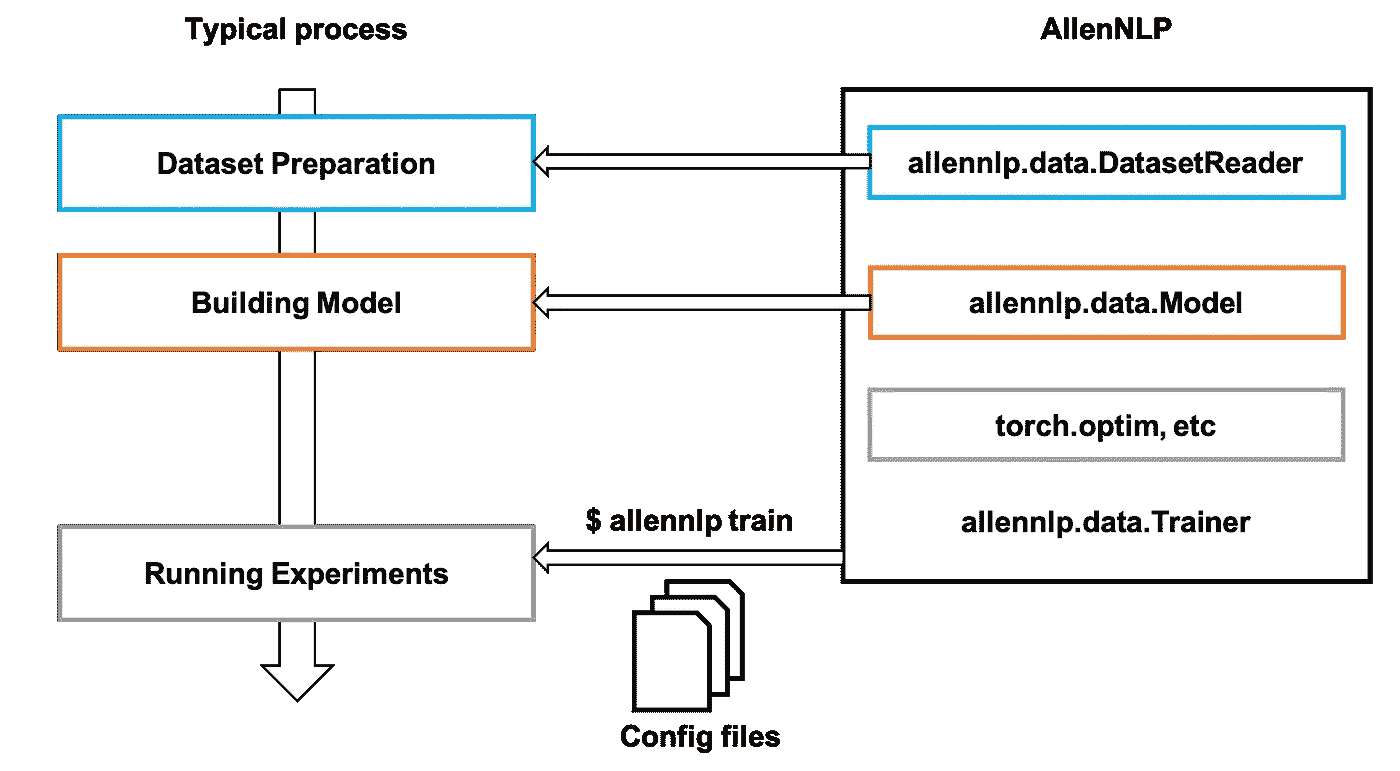 Typical process
AllenNLP
Dataset Preparation
allennlp.data.DatasetReader
Building Model
allennlp.data.Model
torch.optim, etc
$ allennlp train
allennlp.data.Trainer
Running Experiments
Config files